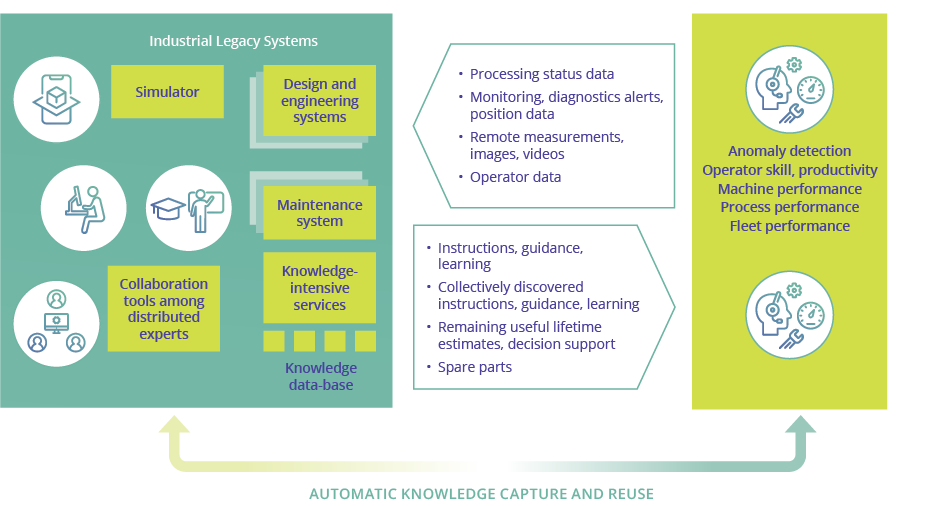 Industrial Legacy Systems
Simulator
Design and
engineering
systems
Maintenance
system
Collaboration
tools among
distributed
experts
Knowledge-
intensive
services
Knowledge
data-base
• Processing status data
• Monitoring, diagnostics alerts,
position data
• Remote measurements,
images, videos
• Operator data
• Instructions, guidance,
learning
• Collectively discovered
instructions, guidance, learning
• Remaining useful lifetime
estimates, decision support
• Spare parts
Anomaly detection
Operator skill, productivity
Machine performance
Process performance
Fleet performance
AUTOMATIC KNOWLEDGE CAPTURE AND REUSE